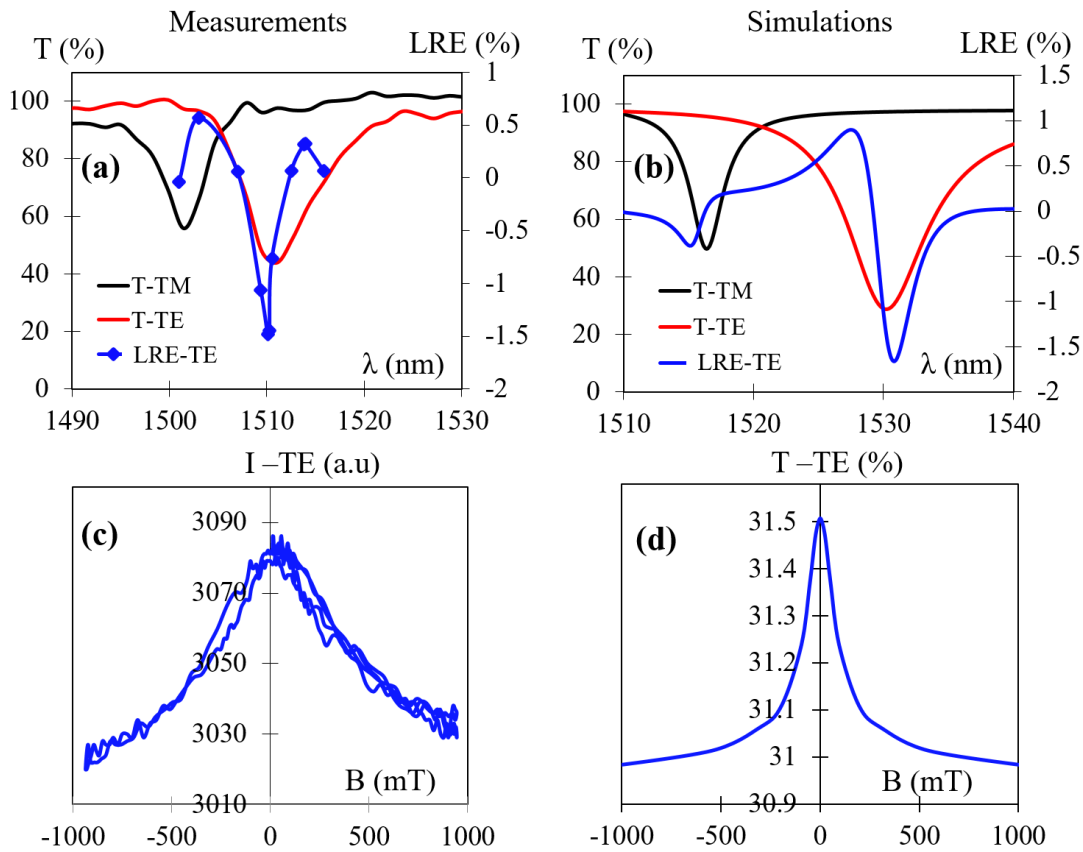 Measurements
T (%)
LRE (%)
1
0.5
0
-0.5
-1
-1.5
-2
100
80
60
40
20
0
(a)
T-TM
T-TE
LRE-TE
λ (nm)
1490 1500 1510 1520 1530
Simulations
T (%)
LRE (%)
1.5
1
0.5
0
-0.5
-1
-1.5
-2
100
80
60
40
20
0
(b)
T-TM
T-TE
LRE-TE
λ (nm)
1510 1520 1530 1540
I –TE (a.u)
(c)
3090
3070
3050
3030
3010
B (mT)
-1000 -500 0 500 1000
T –TE (%)
(d)
31.5
31.4
31.3
31.2
31.1
31
30.9
B (mT)
-1000 -500 0 500 1000